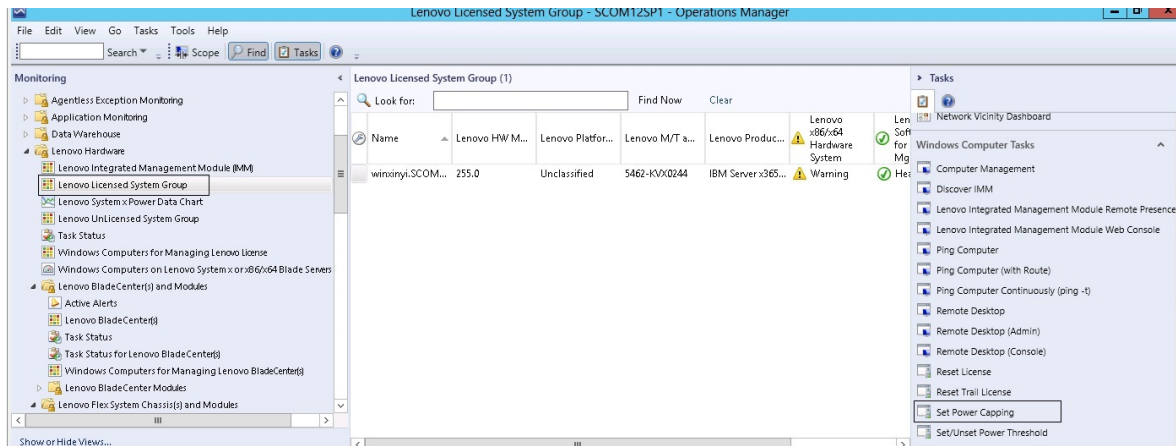 Lenovo Licensed System Group - SCOM12SP1 - Operations Manager
File Edit View Go Tasks Tools Help
Search Scope Find Tasks
Monitoring
Agentless Exception Monitoring
Application Monitoring
Data Warehouse
Lenovo Hardware
Lenovo Integrated Management Module (IMM)
Lenovo Licensed System Group
Lenovo System x Power Data Chart
Lenovo UnLicensed System Group
Task Status
Windows Computers for Managing Lenovo License
Windows Computers on Lenovo System x or x86/x64 Blade Servers
Lenovo BladeCenter(s) and Modules
Active Alerts
Lenovo BladeCenter(s)
Task Status
Task Status for Lenovo BladeCenter(s)
Windows Computers for Managing Lenovo BladeCenter(s)
Lenovo BladeCenter Modules
Lenovo Flex System Chassis(s) and Modules
Show or Hide Views...
Lenovo Licensed System Group (1)
Look for: Find Now Clear
Name Lenovo HW M... Lenovo Platfor... Lenovo M/T a... Lenovo Produc... Lenovo x86/x64 Hardware System Len Soft for Mg
winxinyi.SCOM... 255.0 Unclassified 5462-KVX0244 IBM Server x365... Warning Hea
Tasks
Network Vicinity Dashboard
Windows Computer Tasks
Computer Management
Discover IMM
Lenovo Integrated Management Module Remote Presence
Lenovo Integrated Management Module Web Console
Ping Computer
Ping Computer (with Route)
Ping Computer Continuously (ping -t)
Remote Desktop
Remote Desktop (Admin)
Remote Desktop (Console)
Reset License
Reset Trail License
Set Power Capping
Set/Unset Power Threshold